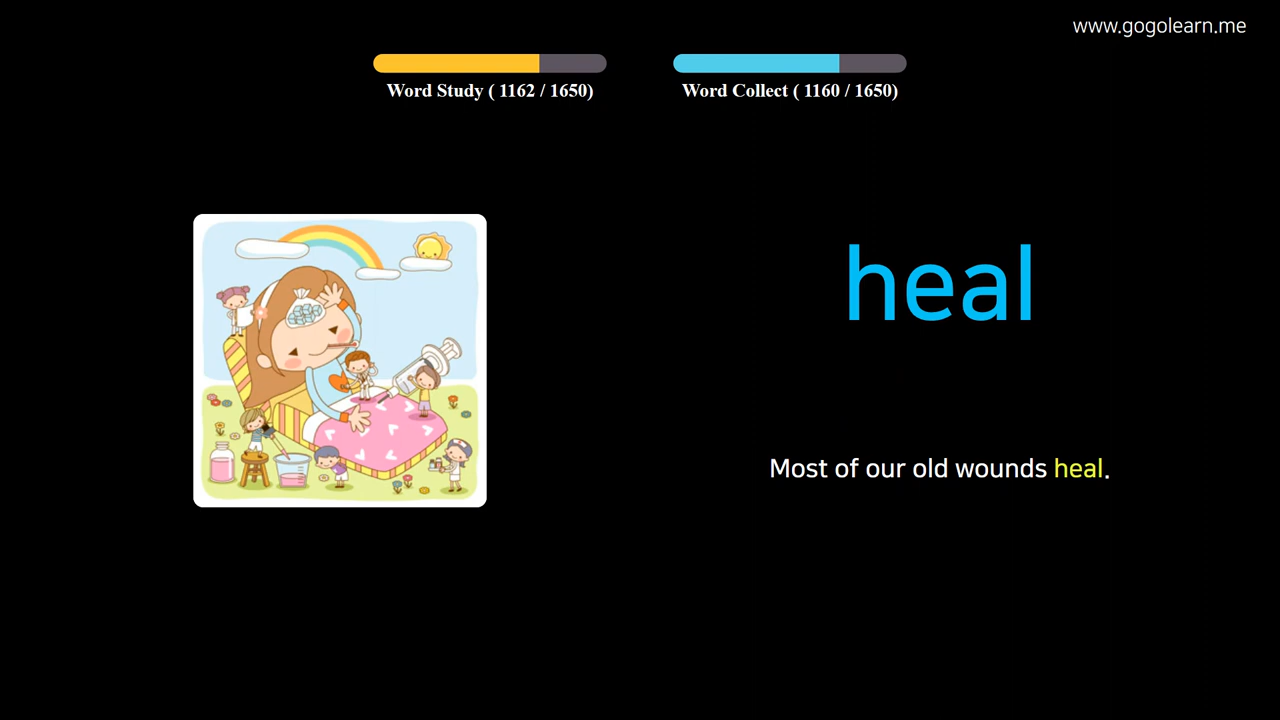 www.gogolearn.me
Word Study ( 1162 / 1650)
Word Collect ( 1160 / 1650)
heal
Most of our old wounds heal.